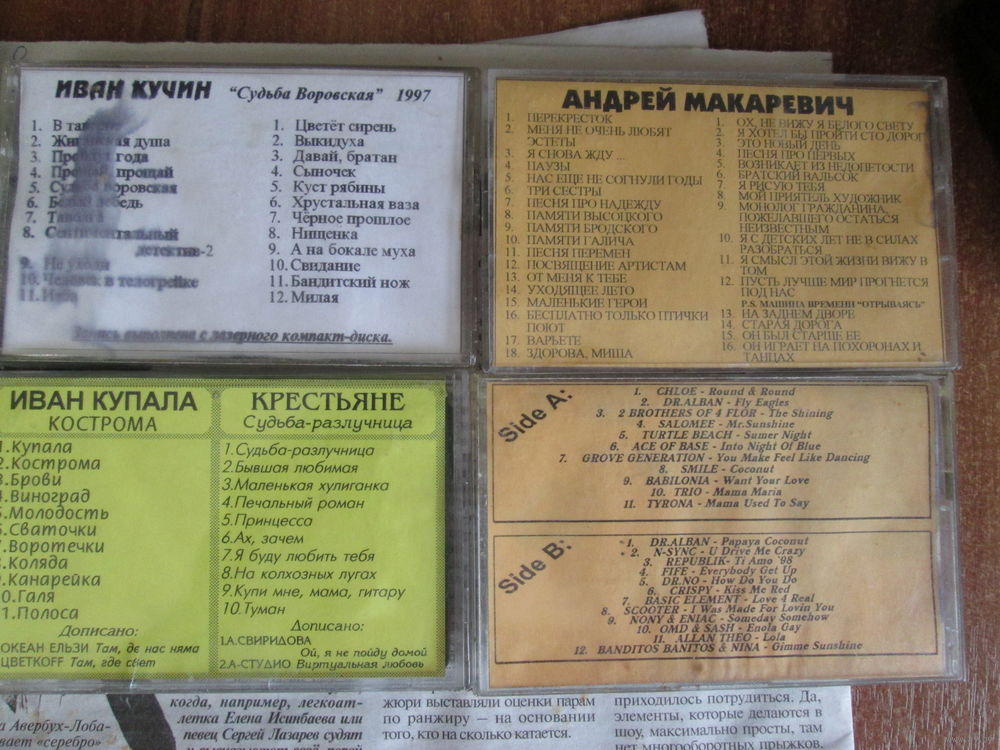 ИВАН КУЧИН "Судьба Воровская" 1997
1. В
2. душа
3. года
4. прощай
5. Судьба воровская
6. Белый лебедь
7.
8. Сентиментальный
детектив-2
9. Не уходи
10. Человек в телогрейке
11.
1. Цветёт сирень
2. Выкидуха
3. Давай, братан
4. Сыночек
5. Куст рябины
6. Хрустальная ваза
7. Чёрное прошлое
8. Нищенка
9. А на бокале муха
10. Свидание
11. Бандитский нож
12. Милая
Запись выполнена с лазерного компакт-диска.
АНДРЕЙ МАКАРЕВИЧ
1. ПЕРЕКРЕСТОК
2. МЕНЯ НЕ ОЧЕНЬ ЛЮБЯТ
ЭСТЕТЫ
3. Я СНОВА ЖДУ ...
4. ПАУЗЫ
5. НАС ЕЩЕ НЕ СОГНУЛИ ГОДЫ
6. ТРИ СЕСТРЫ
7. ПЕСНЯ ПРО НАДЕЖДУ
8. ПАМЯТИ ВЫСОЦКОГО
9. ПАМЯТИ БРОДСКОГО
10. ПАМЯТИ ГАЛИЧА
11. ПЕСНЯ ПЕРЕМЕН
12. ПОСВЯЩЕНИЕ АРТИСТАМ
13. ОТ МЕНЯ К ТЕБЕ
14. УХОДЯЩЕЕ ЛЕТО
15. МАЛЕНЬКИЕ ГЕРОИ
16. БЕСПЛАТНО ТОЛЬКО ПТИЧКИ
ПОЮТ
17. ВАРЬЕТЕ
18. ЗДОРОВА, МИША
1. ОХ, НЕ ВИЖУ Я БЕЛОГО СВЕТУ
2. Я ХОТЕЛ БЫ ПРОЙТИ СТО ДОРОГ
3. ЭТО НОВЫЙ ДЕНЬ
4. ПЕСНЯ ПРО ПЕРВЫХ
5. ВОЗНИКАЕТ ИЗ НЕДОПЕТОСТИ
6. БРАТСКИЙ ВАЛЬСОК
7. Я РИСУЮ ТЕБЯ
8. МОЙ ПРИЯТЕЛЬ ХУДОЖНИК
9. МОНОЛОГ ГРАЖДАНИНА,
ПОЖЕЛАВШЕГО ОСТАТЬСЯ
НЕИЗВЕСТНЫМ
10. Я С ДЕТСКИХ ЛЕТ НЕ В СИЛАХ
РАЗОБРАТЬСЯ
11. Я СМЫСЛ ЭТОЙ ЖИЗНИ ВИЖУ В
ТОМ
12. ПУСТЬ ЛУЧШЕ МИР ПРОГНЕТСЯ
ПОД НАС
P.S. МАШИНА ВРЕМЕНИ "ОТРЫВАЯСЬ"
13. НА ЗАДНЕМ ДВОРЕ
14. СТАРАЯ ДОРОГА
15. ОН БЫЛ СТАРШЕ ЕЕ
16. ОН ИГРАЕТ НА ПОХОРОНАХ И
ТАНЦАХ
ИВАН КУПАЛА
КОСТРОМА
1.Купала
2.Кострома
3.Брови
4.Виноград
5.Молодость
6.Сваточки
7.Воротечки
8.Коляда
9.Канарейка
10.Галя
11.Полоса
Дописано:
ОКЕАН ЕЛЬЗИ Там, де нас няма
ЦВЕТКОFF Там, где свет
КРЕСТЬЯНЕ
Судьба-разлучница
1.Судьба-разлучница
2.Бывшая любимая
3.Маленькая хулиганка
4.Печальный роман
5.Принцесса
6.Ах, зачем
7.Я буду любить тебя
8.На колхозных лугах
9.Купи мне, мама, гитару
10.Туман
Дописано:
1.А.СВИРИДОВА
Ой, я не пойду домой
2.А-СТУДИО Виртуальная любовь
Side A:
1. CHLOE - Round & Round
2. DR.ALBAN - Fly Eagles
3. 2 BROTHERS OF 4 FLOR - The Shining
4. SALOMEE - Mr.Sunshine
5. TURTLE BEACH - Sumer Night
6. ACE OF BASE - Into Night Of Blue
7. GROVE GENERATION - You Make Feel Like Dancing
8. SMILE - Coconut
9. BABILONIA - Want Your Love
10. TRIO - Mama Maria
11. TYRONA - Mama Used To Say
Side B:
1. DR.ALBAN - Papaya Coconut
2. N-SYNC - U Drive Me Crazy
3. REPUBLIK- Ti Amo '98
4. FIFE - Everybody Get Up
5. DR.NO - How Do You Do
6. CRISPY - Kiss Me Red
7. BASIC ELEMENT - Love 4 Real
8. SCOOTER - I Was Made For Lovin You
9. NONY & ENIAC - Someday Somehow
10. OMD & SASH - Enola Gay
11. ALLAN THEO - Lola
12. BANDITOS BANITOS & NINA - Gimme Sunshine
а Авербух-Лоба-
вает «серебро»
когда, например, легкоат-
летка Елена Исинбаева или
певец Сергей Лазарев судят
жюри выставляли оценки парам
по ранжиру — на основании
того, кто на сколько катается.
приходилось потрудиться. Да,
элементы, которые делаются в
шоу, максимально просты, там
нет многооборотных прыжков.